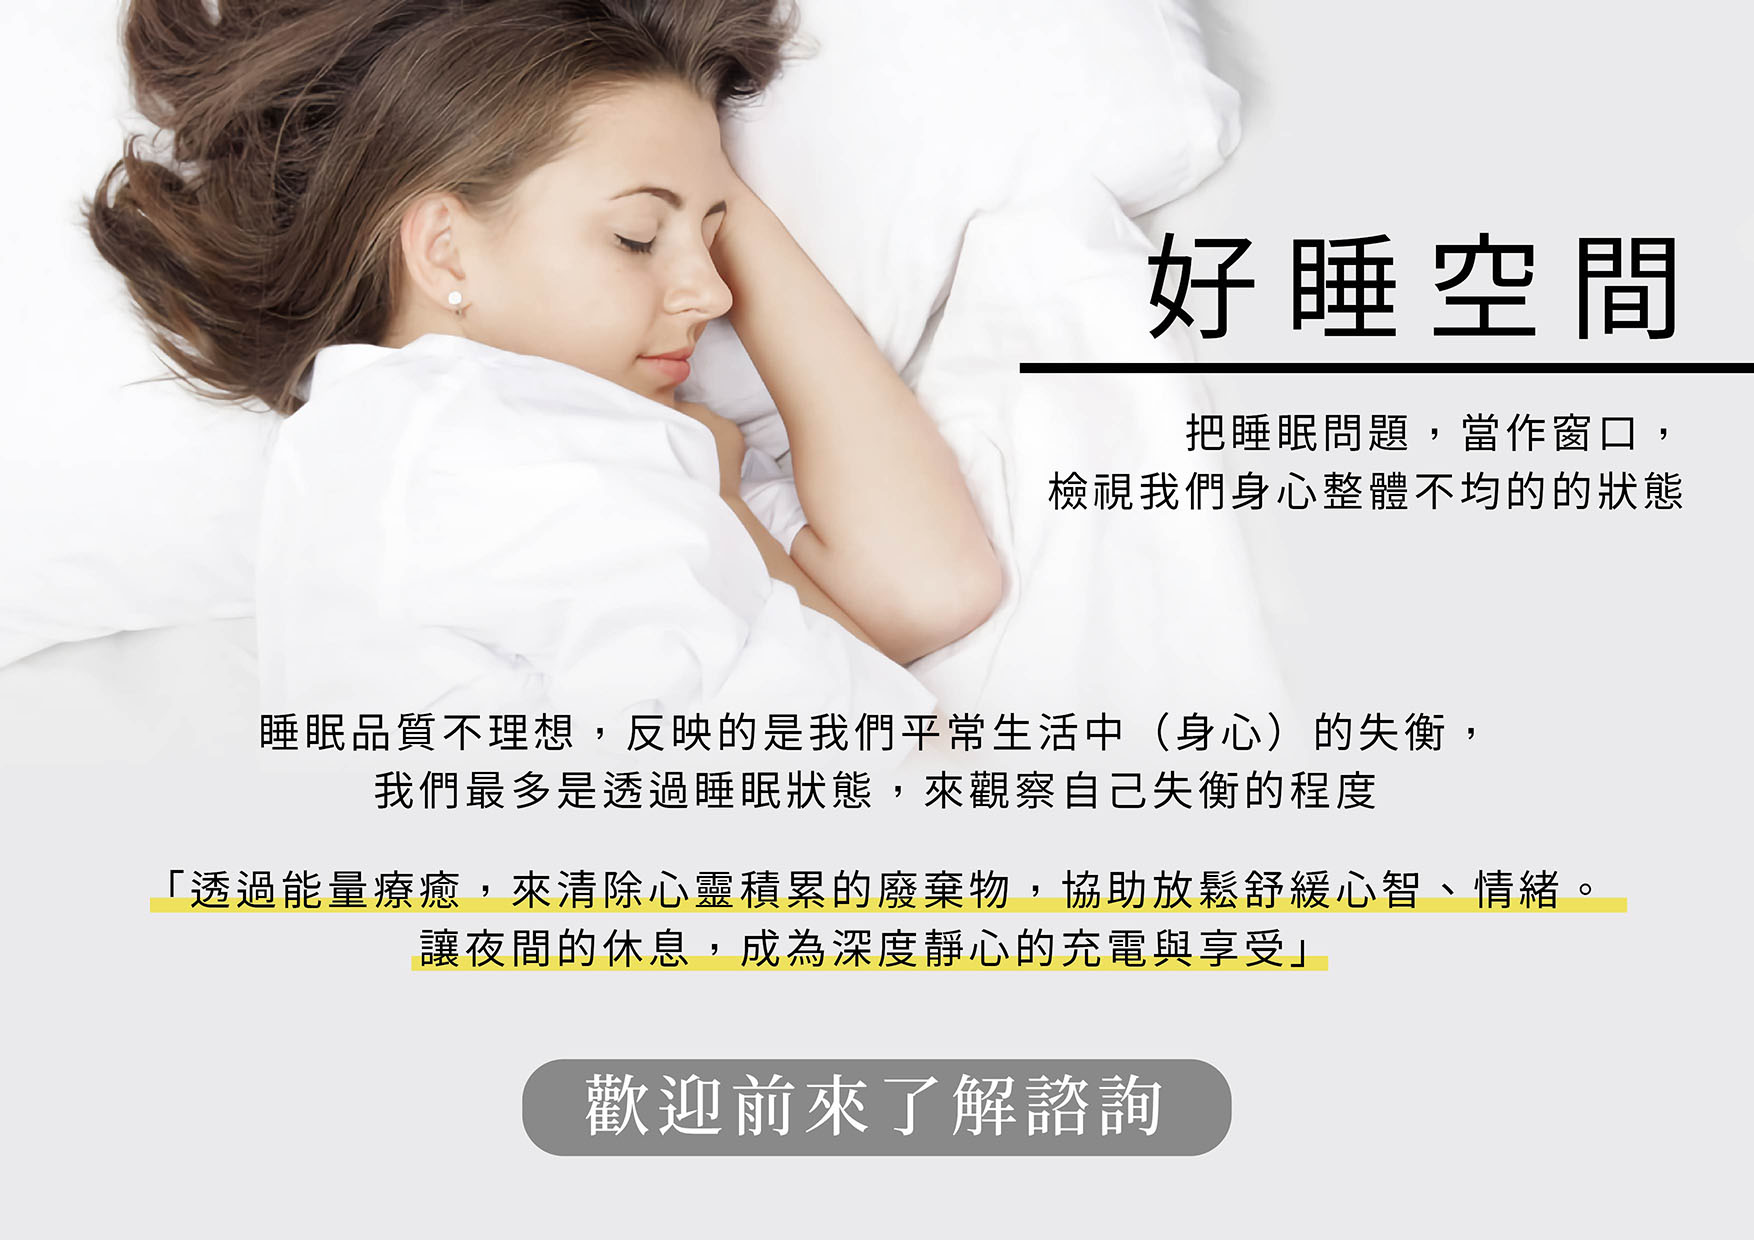 好睡空間
把睡眠問題，當作窗口，
檢視我們身心整體不均的的狀態
睡眠品質不理想，反映的是我們平常生活中（身心）的失衡，
我們最多是透過睡眠狀態，來觀察自己失衡的程度
「透過能量療癒，來清除心靈積累的廢棄物，協助放鬆舒緩心智、情緒。
讓夜間的休息，成為深度靜心的充電與享受」
歡迎前來了解諮詢